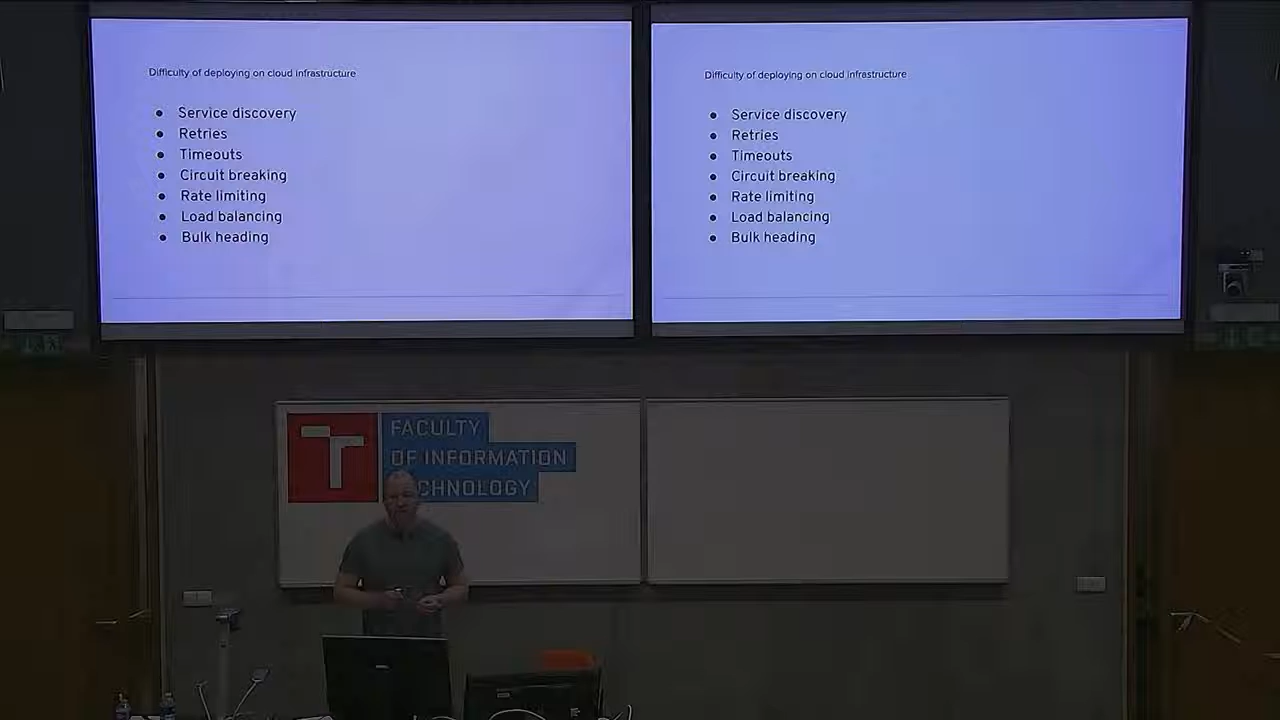 Difficulty of deploying on cloud infrastructure
● Service discovery
● Retries
● Timeouts
● Circuit breaking
● Rate limiting
● Load balancing
● Bulk heading
Difficulty of deploying on cloud infrastructure
● Service discovery
● Retries
● Timeouts
● Circuit breaking
● Rate limiting
● Load balancing
● Bulk heading
T
FACULTY
OF INFORMATION
CHNOLOGY